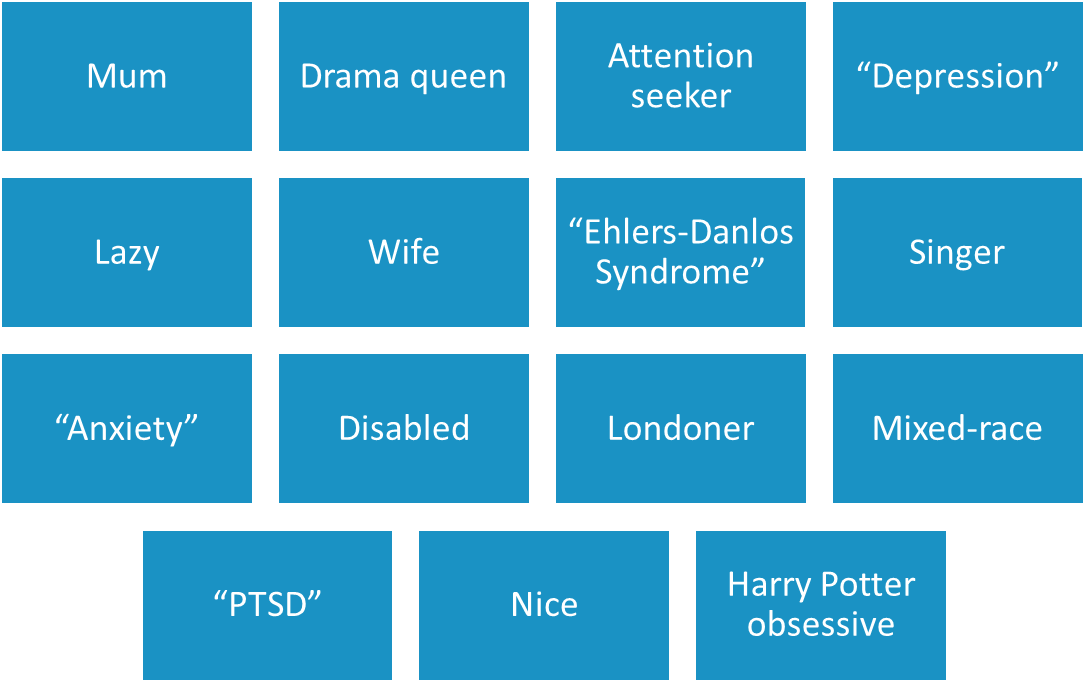 Mum
Drama queen
Attention
seeker
“Depression”
Lazy
Wife
“Ehlers-Danlos
Syndrome”
Singer
“Anxiety”
Disabled
Londoner
Mixed-race
“PTSD”
Nice
Harry Potter
obsessive